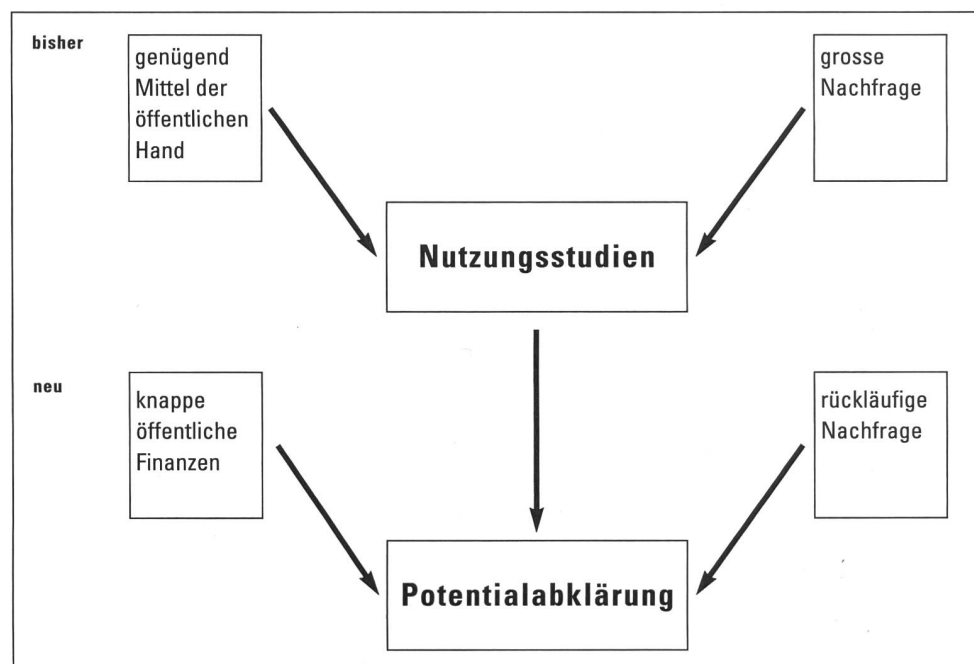 bisher
genügend
Mittel der
öffentlichen
Hand
grosse
Nachfrage
Nutzungsstudien
neu
knappe
öffentliche
Finanzen
rückläufige
Nachfrage
Potentialabklärung